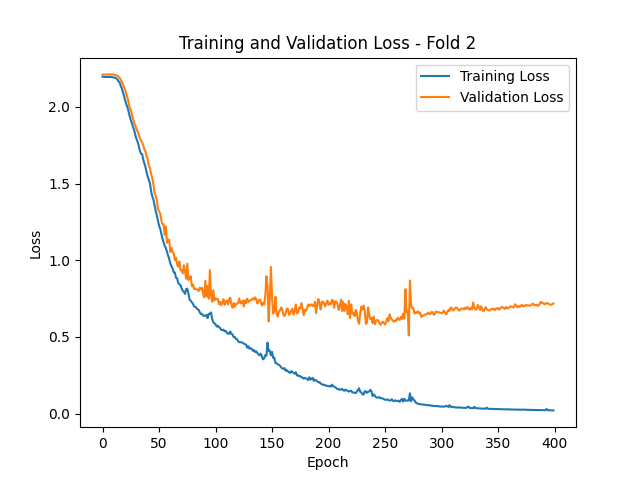 Training and Validation Loss - Fold 2
Training Loss
Validation Loss
Loss
2.0
1.5
1.0
0.5
0.0
0 50 100 150 200 250 300 350 400
Epoch